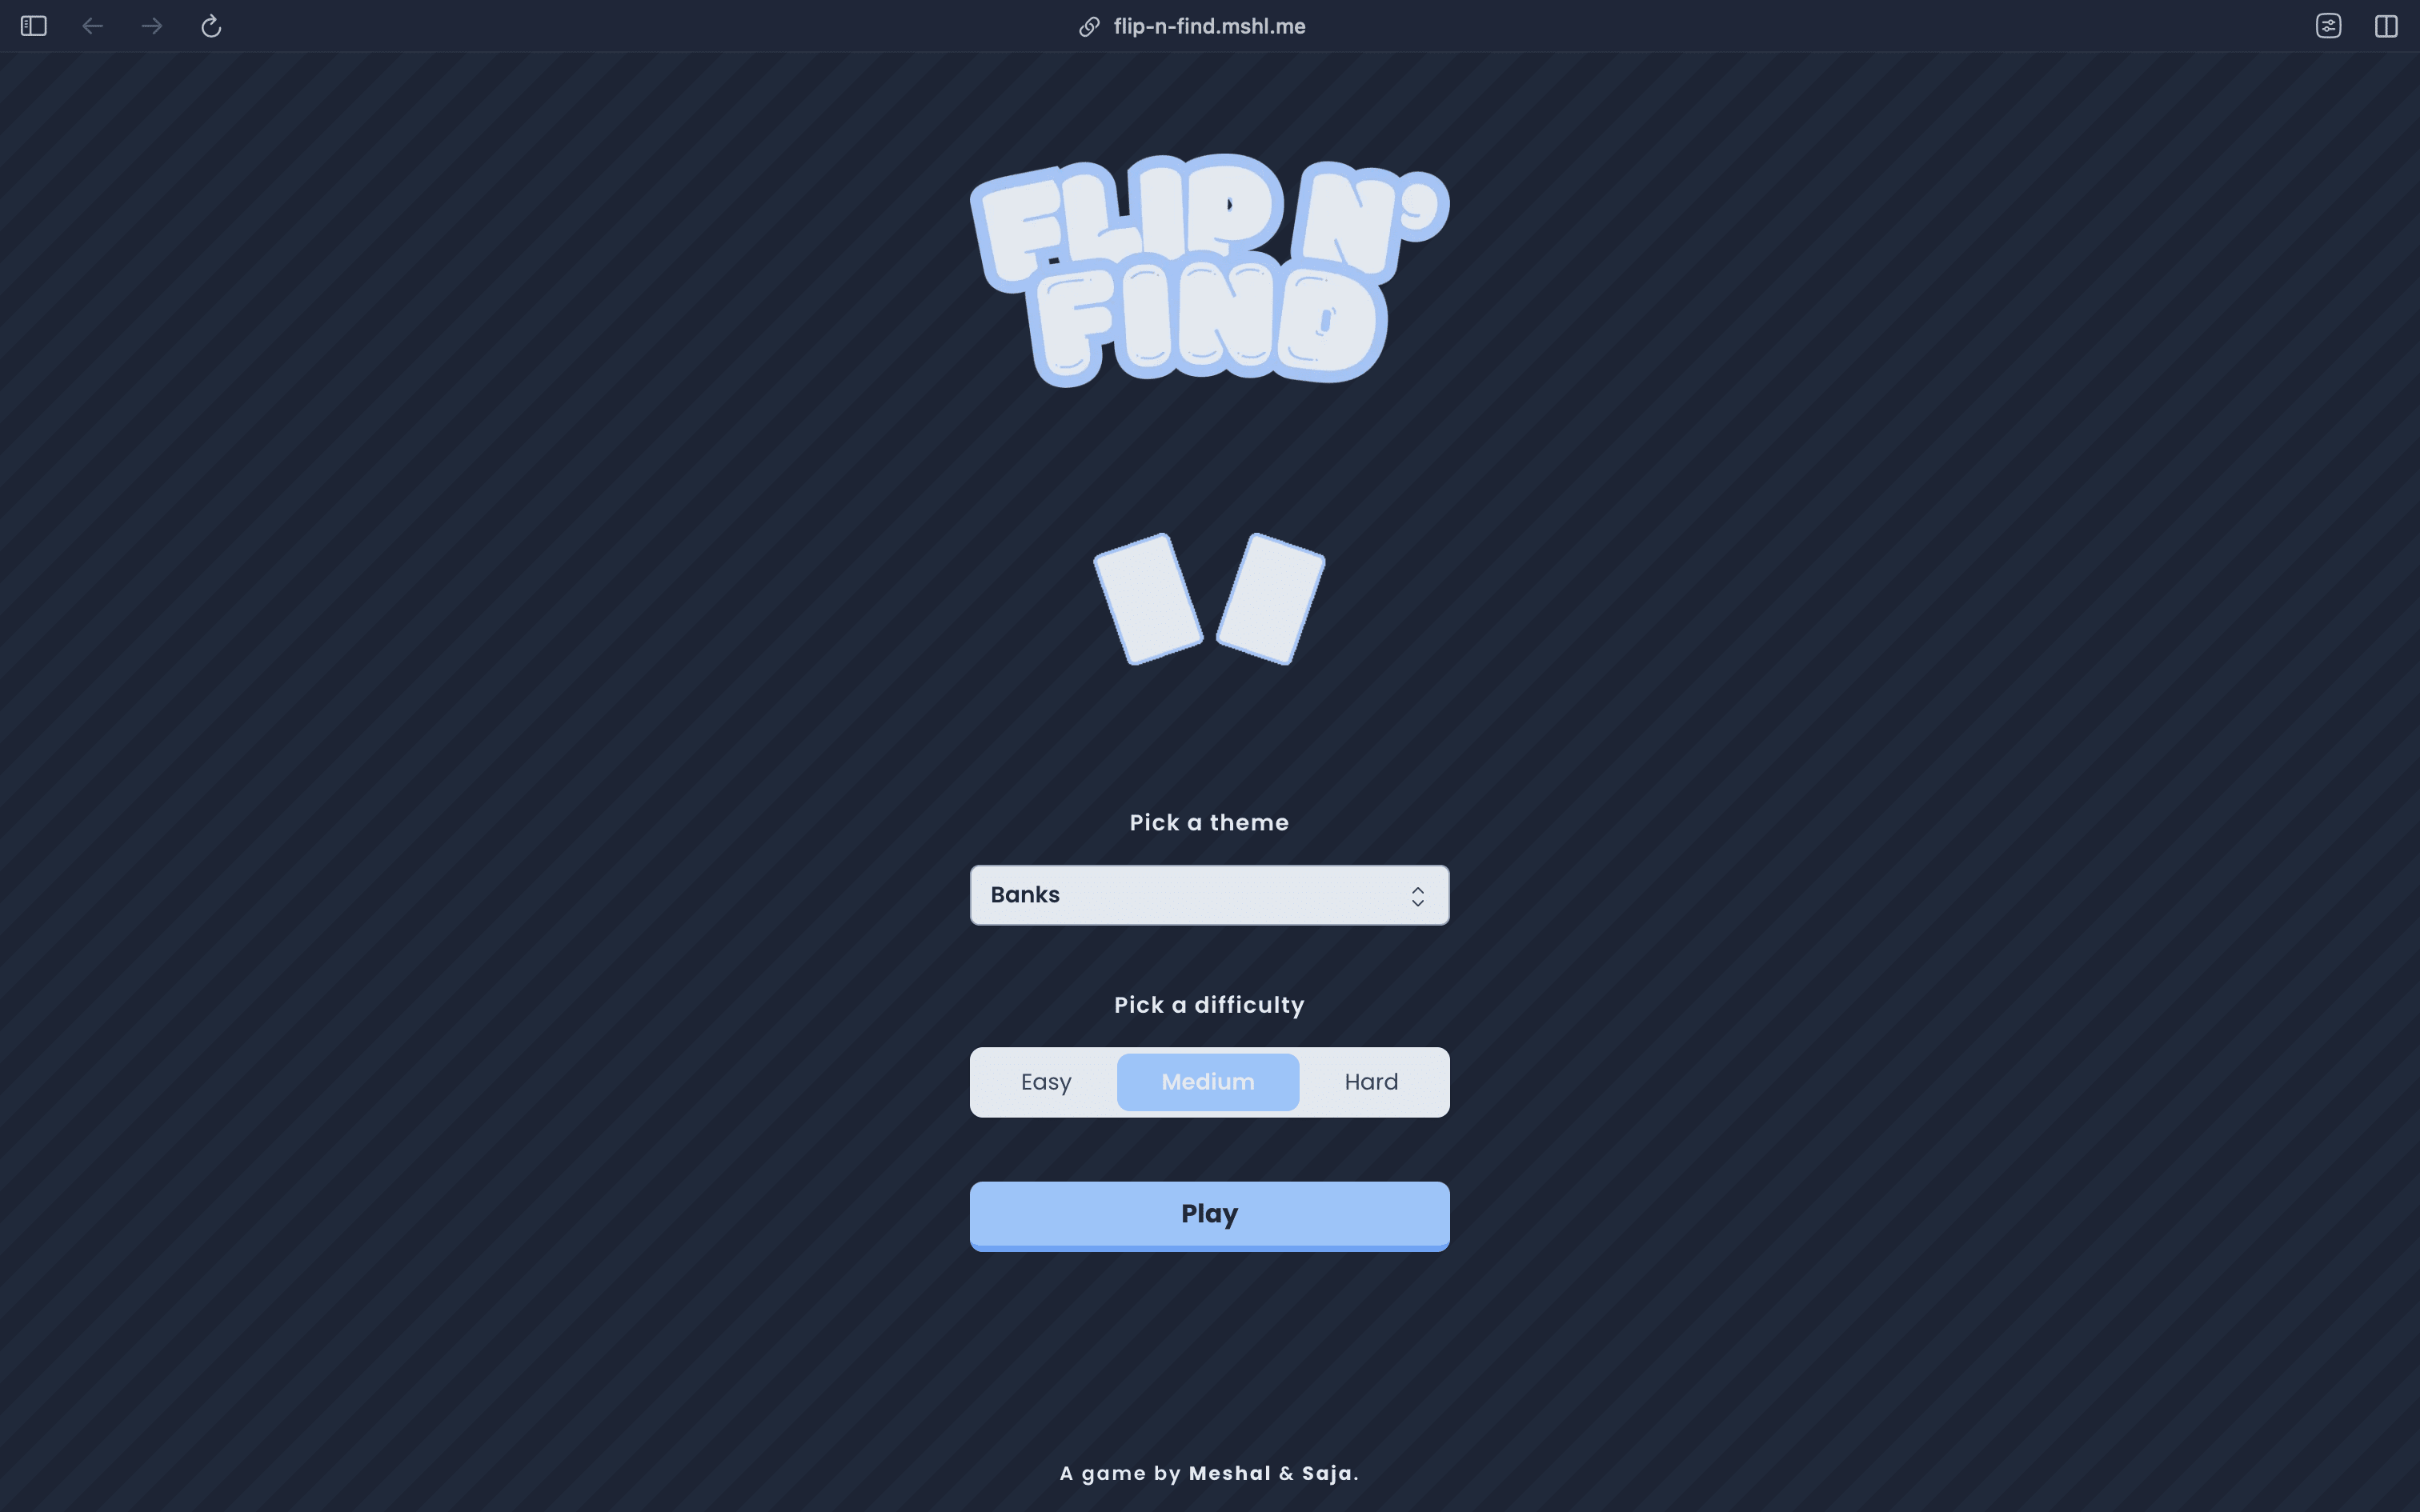 flip-n-find.mshl.me
FLIP N'
FIND
Pick a theme
Banks
Pick a difficulty
Easy Medium Hard
Play
A game by Meshal & Saja.